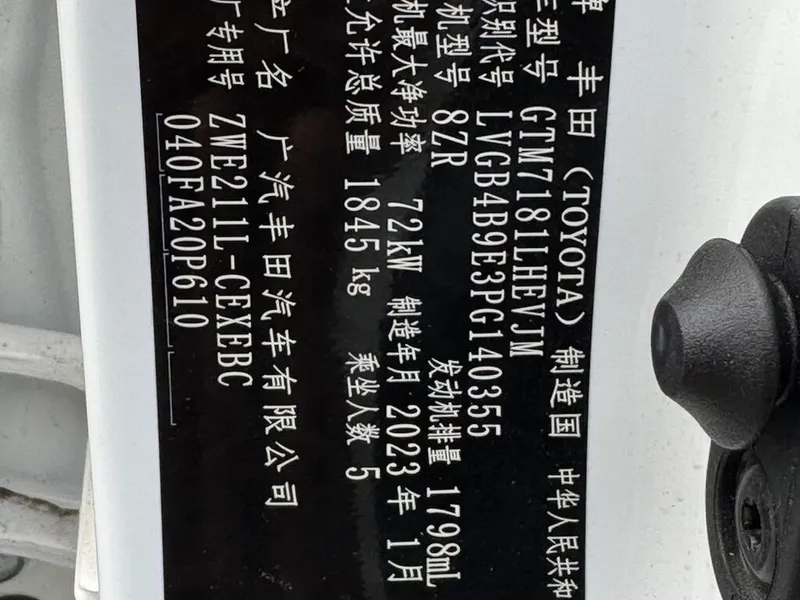 牌 丰田 (TOYOTA) 制造国 中华人民共和
型号 GTM7181LHEVJM
识别代号 LVGB4B9E3PG140355
机型号 8ZR 发动机排量 1798mL
机最大净功率 72kW 制造年月 2023年1月
允许总质量 1845kg 乘坐人数 5
产厂名 广汽丰田汽车有限公司
厂专用号 ZWE211L-CEXEBC
040FA20P610